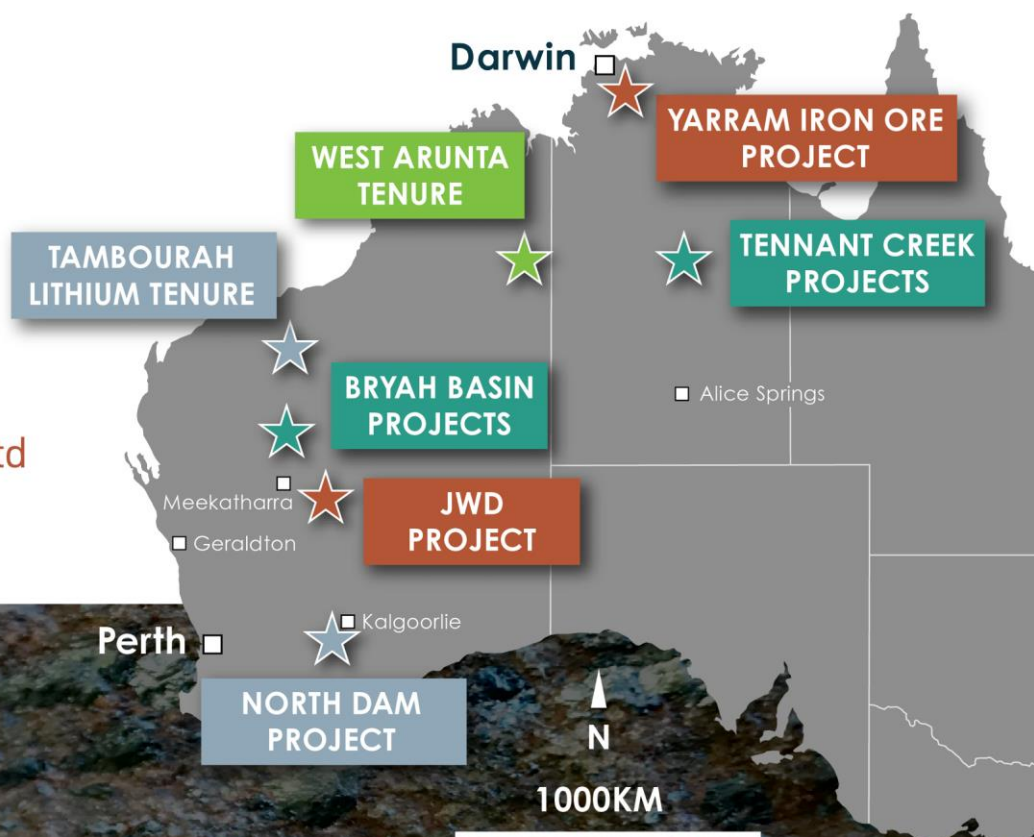 Darwin
YARRAM IRON ORE
PROJECT
WEST ARUNTA
TENURE
TENNANT CREEK
PROJECTS
TAMBOURAH
LITHIUM TENURE
BRYAH BASIN
PROJECTS
Alice Springs
td
Meekatharra
JWD
PROJECT
Geraldton
Kalgoorlie
Perth
NORTH DAM
PROJECT
N
1000KM